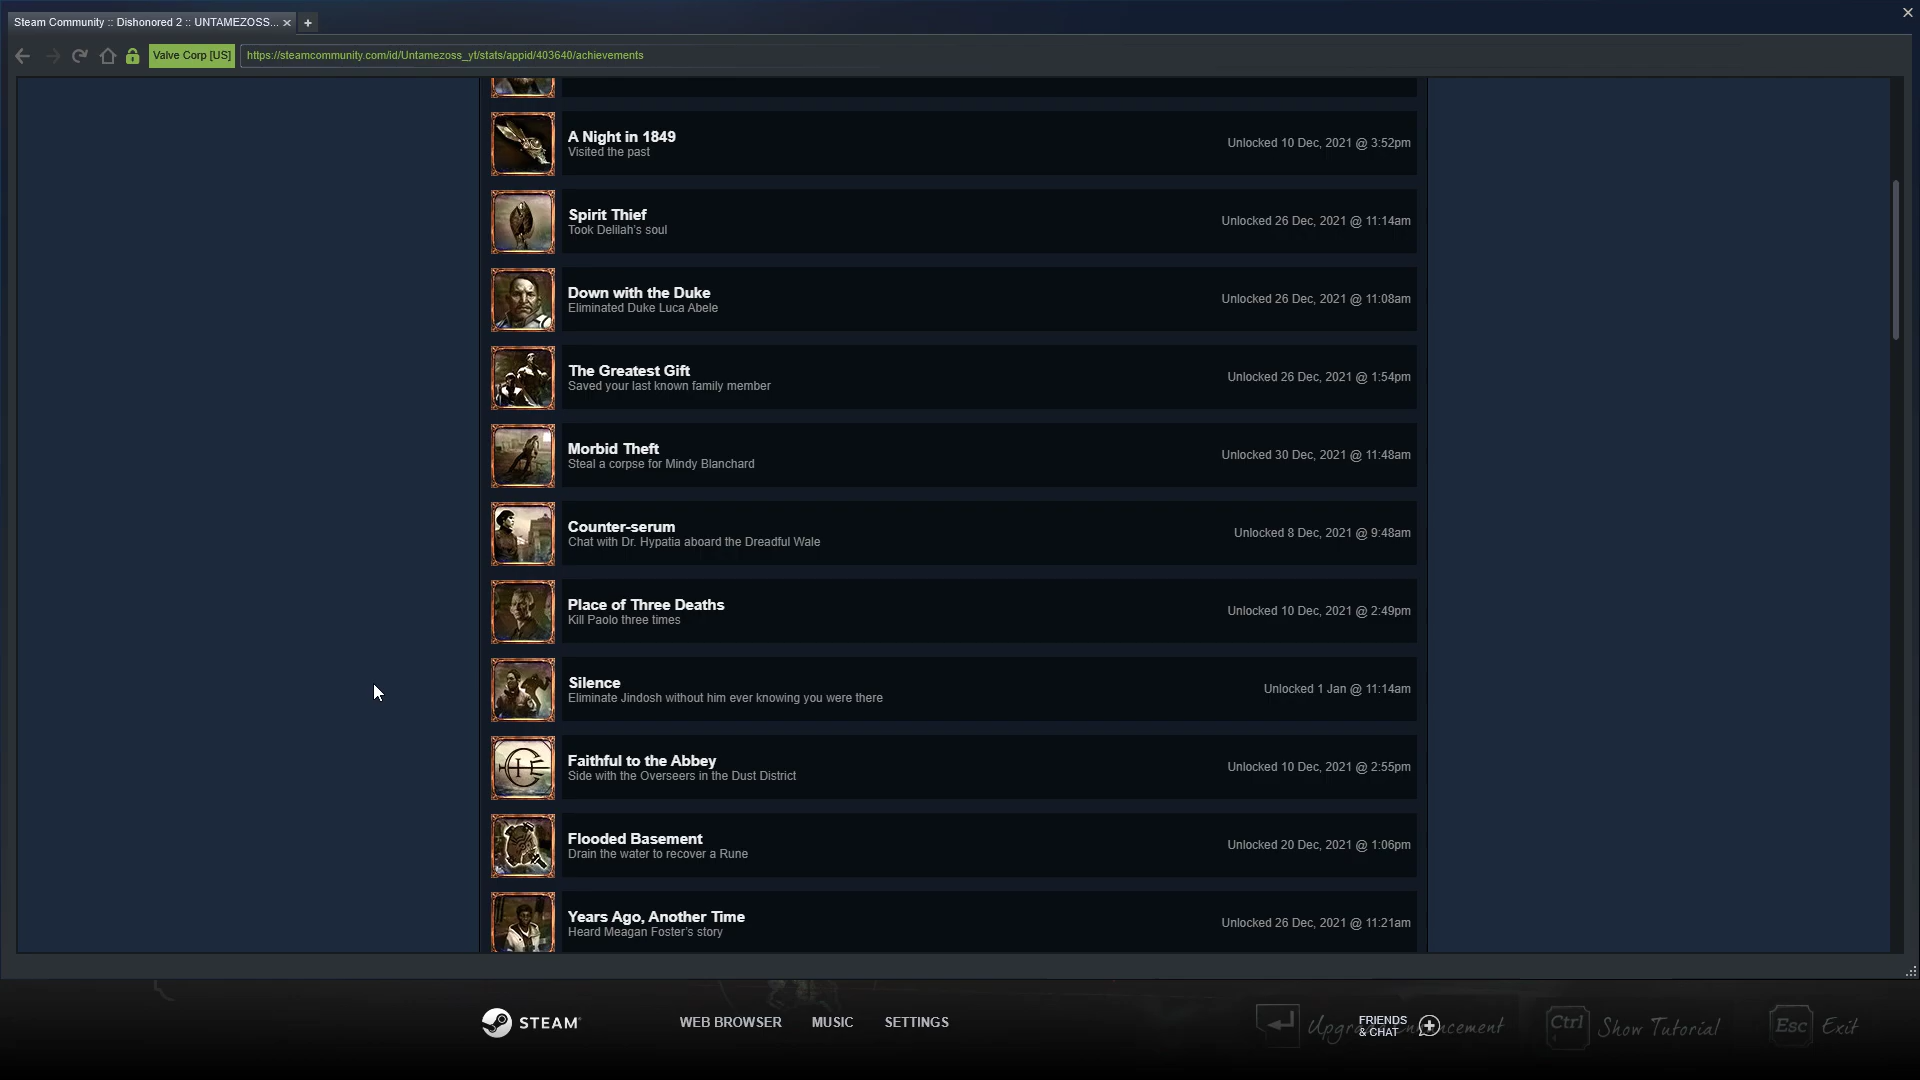 Steam Community :: Dishonored 2 :: UNTAMEZOSS...
Valve Corp [US]
https://steamcommunity.com/id/Untamezoss_yt/stats/appid/403640/achievements
A Night in 1849
Visited the past
Unlocked 10 Dec, 2021 @ 3:52pm
Spirit Thief
Took Delilah's soul
Unlocked 26 Dec, 2021 @ 11:14am
Down with the Duke
Eliminated Duke Luca Abele
Unlocked 26 Dec, 2021 @ 11:08am
The Greatest Gift
Saved your last known family member
Unlocked 26 Dec, 2021 @ 1:54pm
Morbid Theft
Steal a corpse for Mindy Blanchard
Unlocked 30 Dec, 2021 @ 11:48am
Counter-serum
Chat with Dr. Hypatia aboard the Dreadful Wale
Unlocked 8 Dec, 2021 @ 9:48am
Place of Three Deaths
Kill Paolo three times
Unlocked 10 Dec, 2021 @ 2:49pm
Silence
Eliminate Jindosh without him ever knowing you were there
Unlocked 1 Jan @ 11:14am
Faithful to the Abbey
Side with the Overseers in the Dust District
Unlocked 10 Dec, 2021 @ 2:55pm
Flooded Basement
Drain the water to recover a Rune
Unlocked 20 Dec, 2021 @ 1:06pm
Years Ago, Another Time
Heard Meagan Foster's story
Unlocked 26 Dec, 2021 @ 11:21am
STEAM
WEB BROWSER
MUSIC
SETTINGS
FRIENDS
& CHAT
Ctrl
Show Tutorial
Esc
Exit